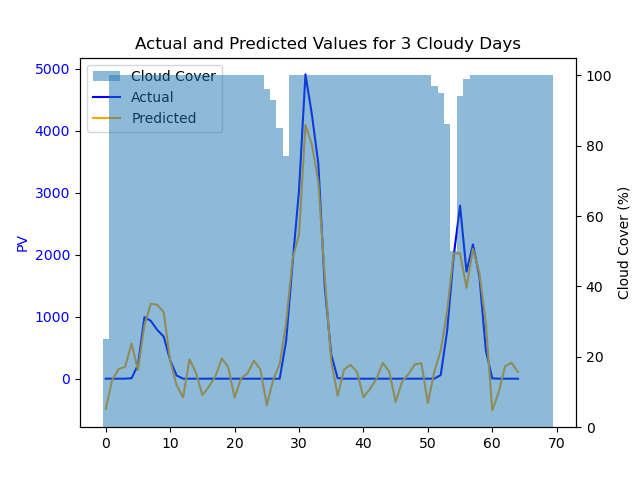 Actual and Predicted Values for 3 Cloudy Days
Cloud Cover
Actual
Predicted
PV
5000
4000
3000
2000
1000
0
Cloud Cover (%)
100
80
60
40
20
0
0 10 20 30 40 50 60 70